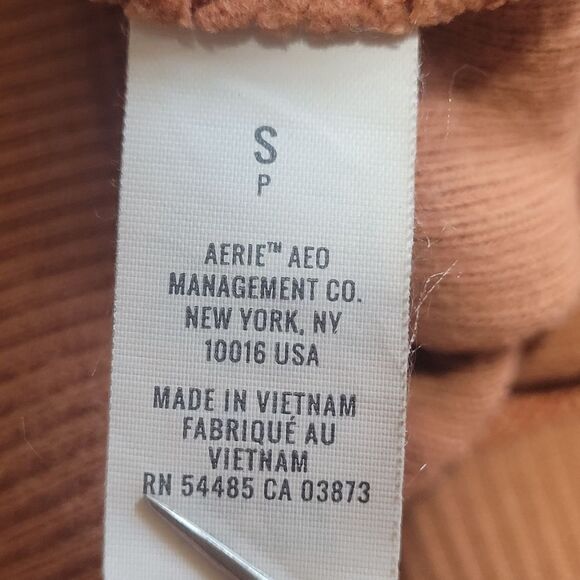 S
P
AERIE™ AEO
MANAGEMENT CO.
NEW YORK, NY
10016 USA
MADE IN VIETNAM
FABRIQUÉ AU
VIETNAM
RN 54485 CA 03873